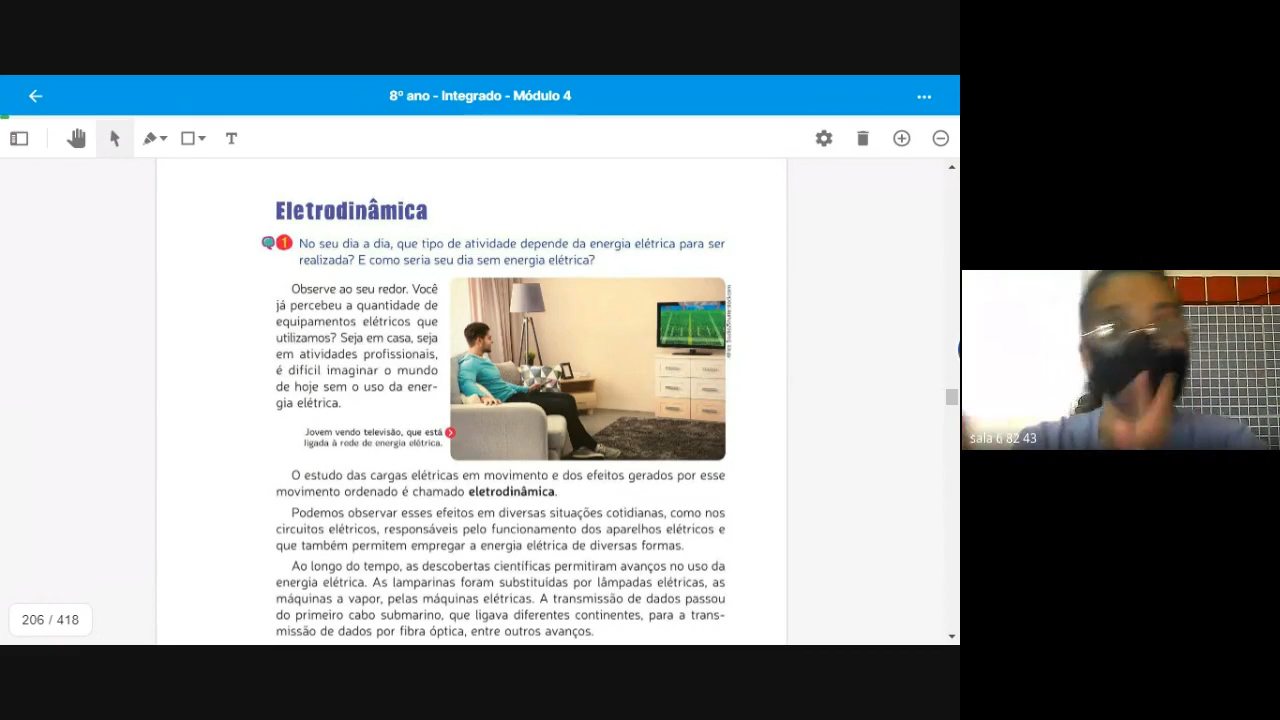 8º ano - Integrado - Módulo 4
T
Eletrodinâmica
1 No seu dia a dia, que tipo de atividade depende da energia elétrica para ser
realizada? E como seria seu dia sem energia elétrica?
Observe ao seu redor. Você
já percebeu a quantidade de
equipamentos elétricos que
utilizamos? Seja em casa, seja
em atividades profissionais,
é difícil imaginar o mundo
de hoje sem o uso da ener-
gia elétrica.
Jovem vendo televisão, que está
ligada à rede de energia elétrica.
O estudo das cargas elétricas em movimento e dos efeitos gerados por esse
movimento ordenado é chamado eletrodinâmica.
Podemos observar esses efeitos em diversas situações cotidianas, como nos
circuitos elétricos, responsáveis pelo funcionamento dos aparelhos elétricos e
que também permitem empregar a energia elétrica de diversas formas.
Ao longo do tempo, as descobertas científicas permitiram avanços no uso da
energia elétrica. As lamparinas foram substituídas por lâmpadas elétricas, as
máquinas a vapor, pelas máquinas elétricas. A transmissão de dados passou
do primeiro cabo submarino, que ligava diferentes continentes, para a trans-
missão de dados por fibra óptica, entre outros avanços.
206 / 418
sala 6 82 43